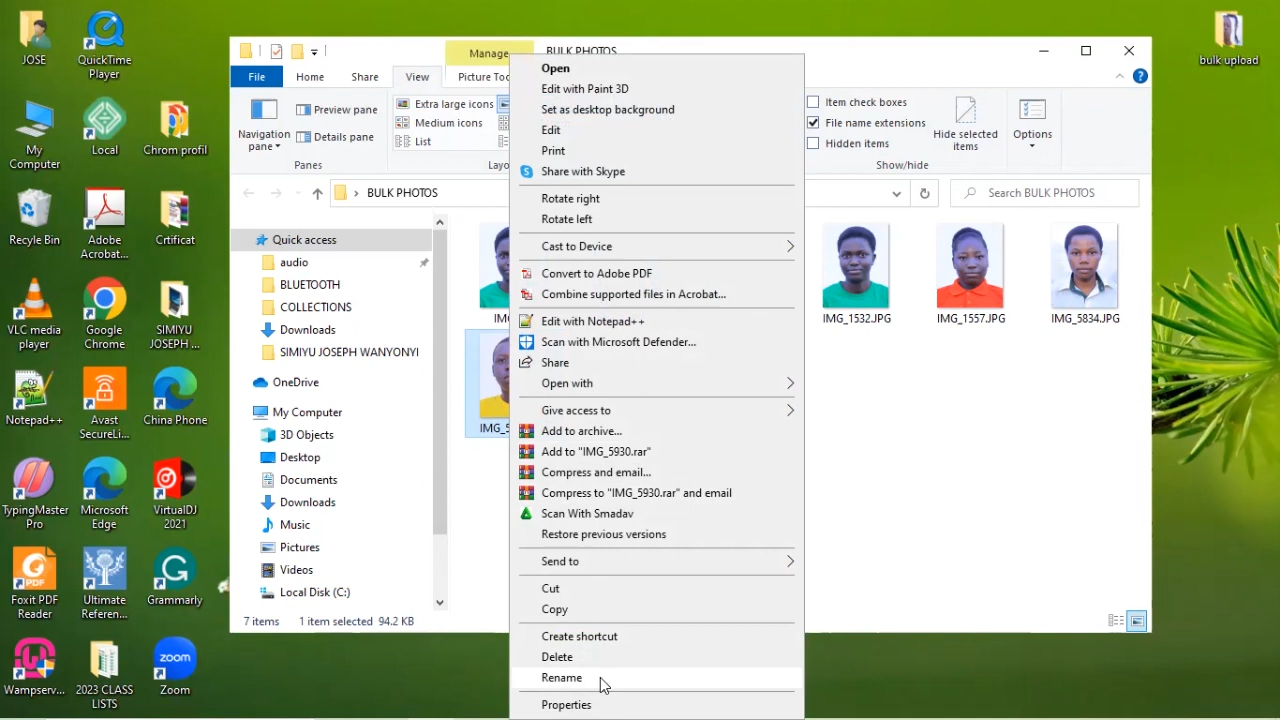 JOSE
QuickTime
Player
bulk upload
My
Computer
Local
Chrom profil
Recyle Bin
Adobe
Acrobat...
Crtificat
VLC media
player
Google
Chrome
SIMIYU
JOSEPH ...
Notepad++
Avast
SecureLi...
China Phone
TypingMaster
Pro
Microsoft
Edge
VirtualDJ
2021
Foxit PDF
Reader
Ultimate
Referen...
Grammarly
Wampserv...
2023 CLASS
LISTS
Zoom
zoom
Manage
BULK PHOTOS
File
Home
Share
View
Picture Too
Navigation
pane
Preview pane
Details pane
Panes
Extra large icons
Medium icons
List
Layo
Item check boxes
File name extensions
Hidden items
Hide selected
items
Options
Show/hide
BULK PHOTOS
Search BULK PHOTOS
Quick access
audio
BLUETOOTH
COLLECTIONS
Downloads
SIMIYU JOSEPH WANYONYI
OneDrive
My Computer
3D Objects
Desktop
Documents
Downloads
Music
Pictures
Videos
Local Disk (C:)
7 items
1 item selected 94.2 KB
IMG_1532.JPG
IMG_1557.JPG
IMG_5834.JPG
Open
Edit with Paint 3D
Set as desktop background
Edit
Print
Share with Skype
Rotate right
Rotate left
Cast to Device
Convert to Adobe PDF
Combine supported files in Acrobat...
Edit with Notepad++
Scan with Microsoft Defender...
Share
Open with
Give access to
Add to archive...
Add to "IMG_5930.rar"
Compress and email...
Compress to "IMG_5930.rar" and email
Scan With Smadav
Restore previous versions
Send to
Cut
Copy
Create shortcut
Delete
Rename
Properties